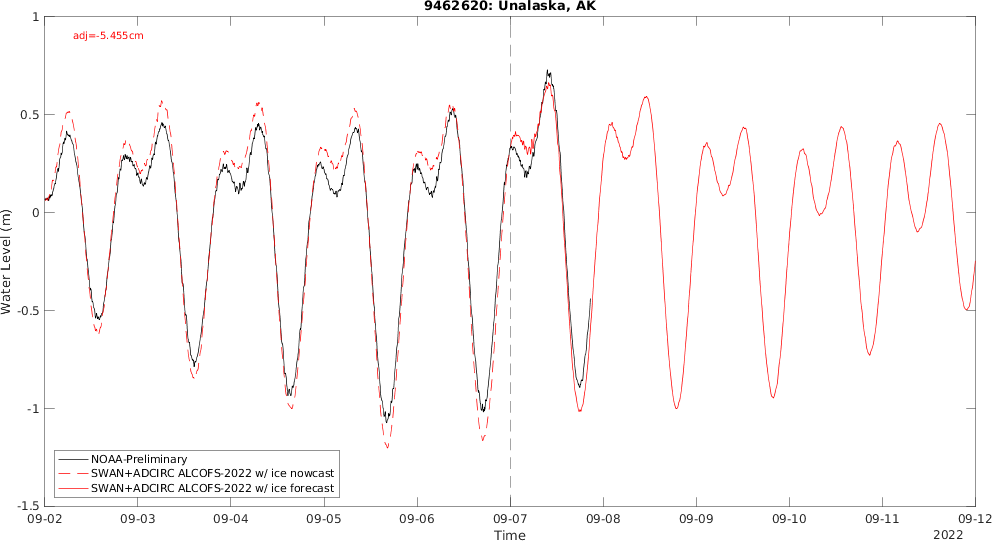 9462620: Unalaska, AK
adj=-5.455cm
1
0.5
0
-0.5
-1
-1.5
Water Level (m)
NOAA-Preliminary
SWAN+ADCIRC ALCOFS-2022 w/ ice nowcast
SWAN+ADCIRC ALCOFS-2022 w/ ice forecast
09-02 09-03 09-04 09-05 09-06 09-07 09-08 09-09 09-10 09-11 09-12
Time
2022